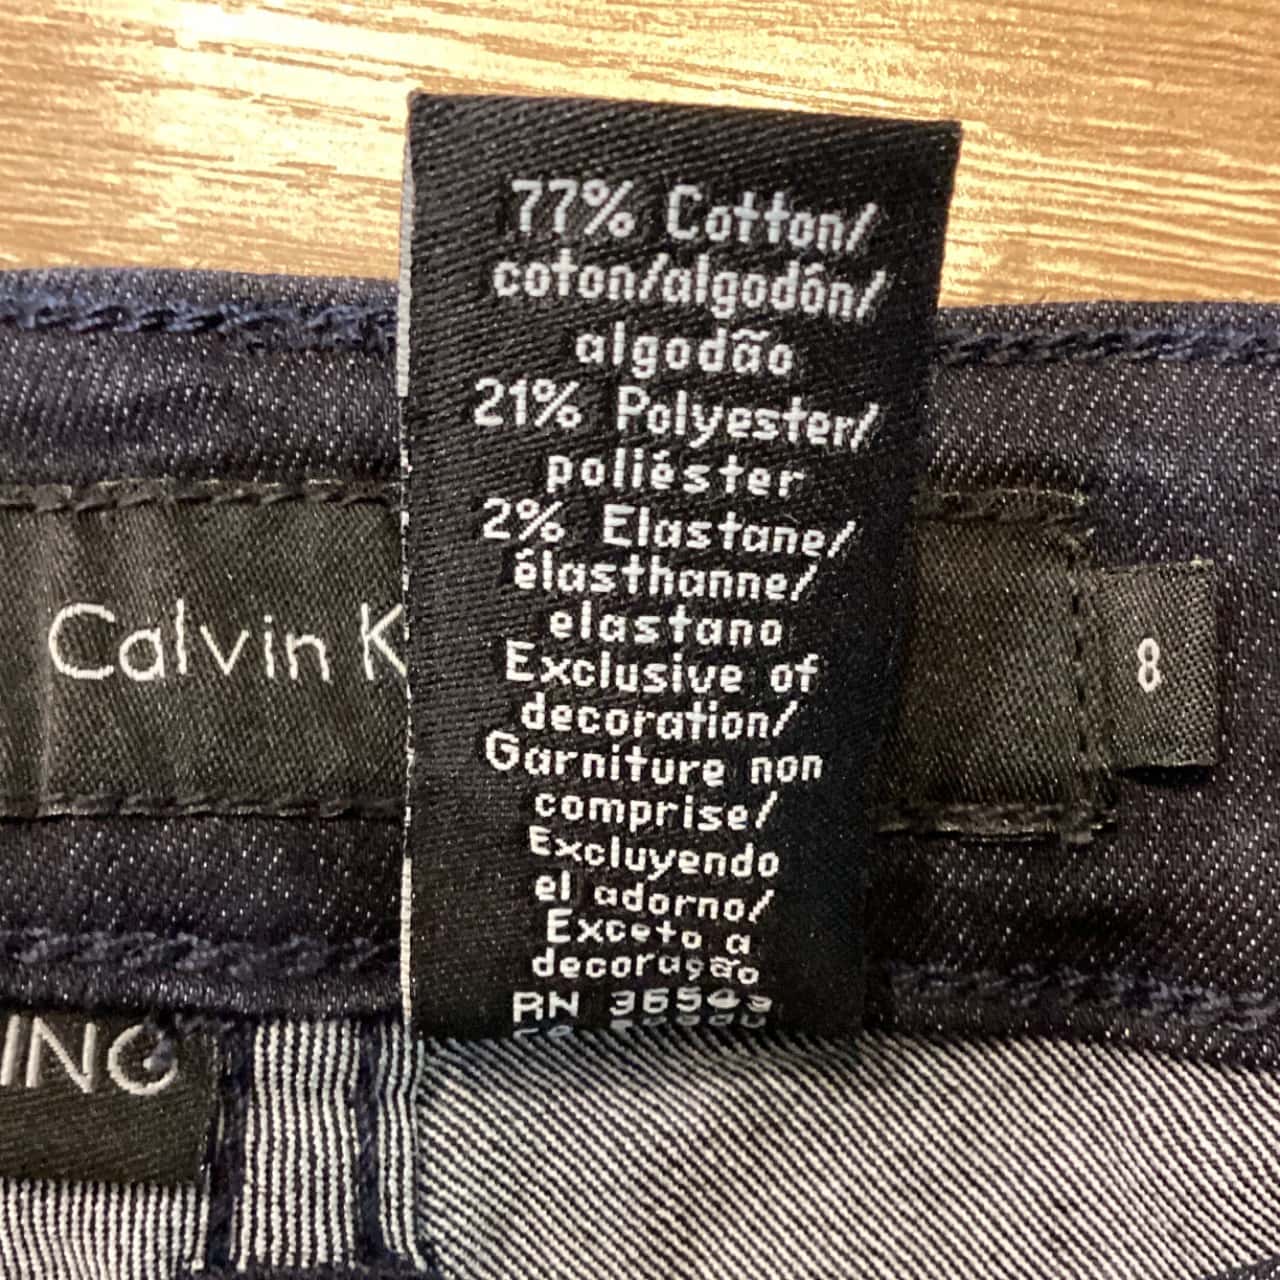 77% Cotton/
coton/algodón/
algodão
21% Polyester/
poliéster
2% Elastane/
élasthanne/
elastano
Exclusive of
decoration/
Garniture non
comprise/
Excluyendo
el adorno/
Exceto a
decoração
RN
Calvin K
8
ING